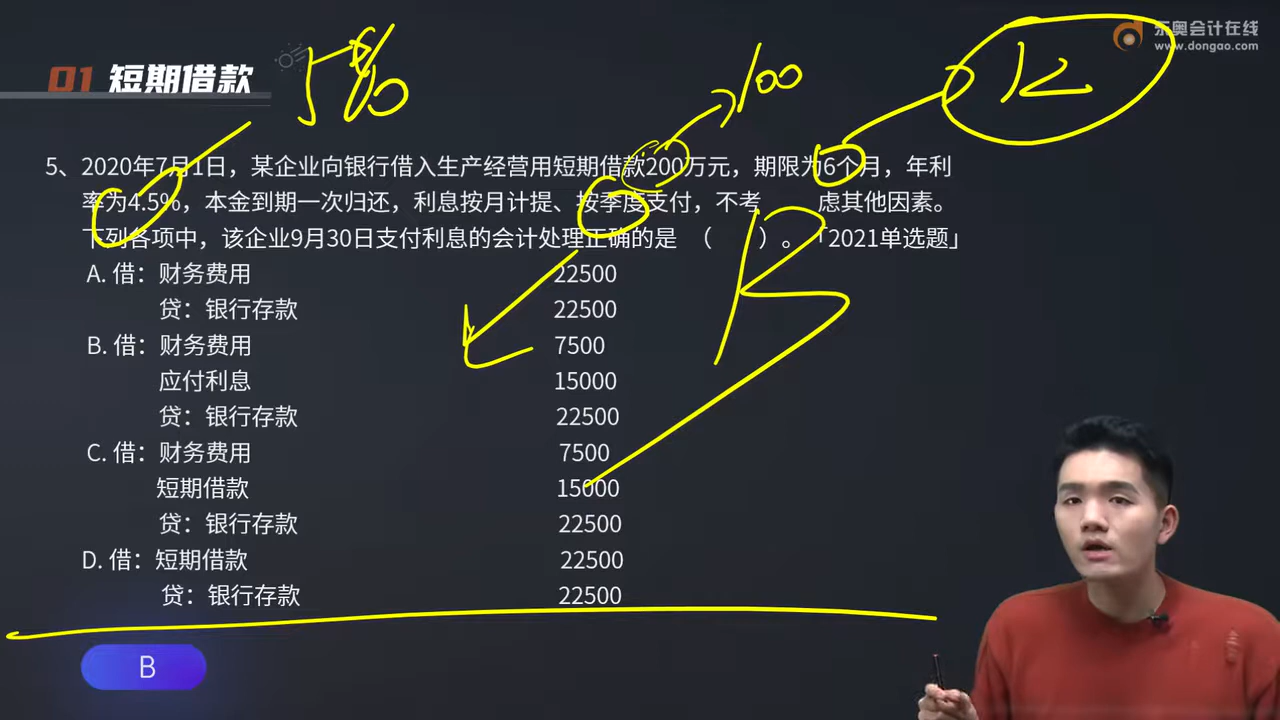 01 短期借款
5%
100
12
东奥会计在线
www.dongao.com
5、2020年7月1日，某企业向银行借入生产经营用短期借款200万元，期限为6个月，年利
率为4.5%，本金到期一次归还，利息按月计提、按季度支付，不考 虑其他因素。
下列各项中，该企业9月30日支付利息的会计处理正确的是 （ ）。「2021单选题」
A. 借：财务费用 22500
贷：银行存款 22500
B. 借：财务费用 7500
应付利息 15000
贷：银行存款 22500
C. 借：财务费用 7500
短期借款 15000
贷：银行存款 22500
D. 借：短期借款 22500
贷：银行存款 22500
B